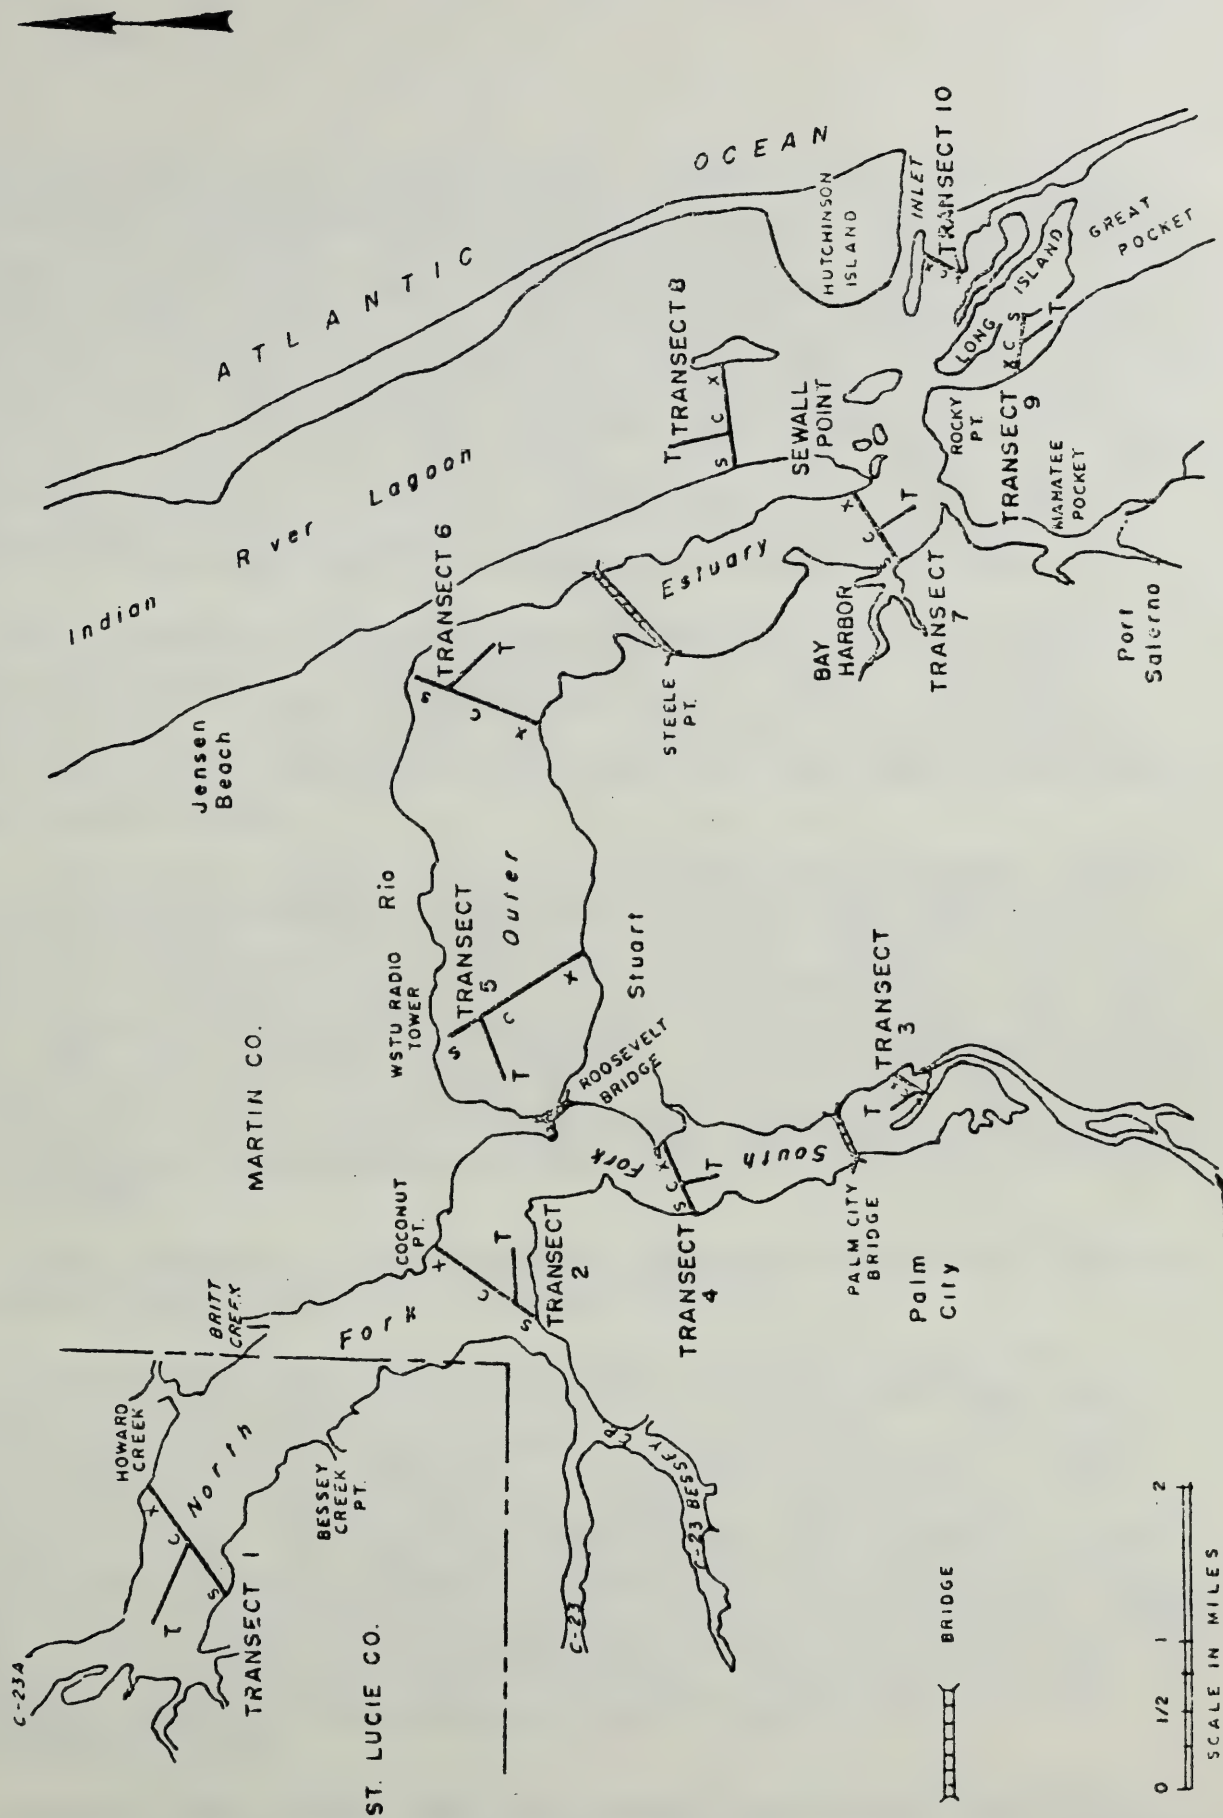 ATLANTIC
OCEAN
Indian
R ver
Lagoon
Jensen
Beach
TRANSECT 6
S
C
X
T
TRANSECT 8
T
S
C
X
HUTCHINSON
ISLAND
INLET
TRANSECT 10
SEWALL
POINT
LONG
ISLAND
GREAT
POCKET
X C S
T
ROCKY
PT.
TRANSECT
9
MANATEE
POCKET
Estuary
X
C
T
BAY
HARBOR
TRANSECT
7
Port
Salerno
STEELE
PT.
Rio
WSTU RADIO
TOWER
TRANSECT
5
Outer
S
C
X
T
Stuart
ROOSEVELT
BRIDGE
MARTIN CO.
COCONUT
PT.
X
C
S
T
TRANSECT
2
Fork
South
S C X
T
TRANSECT
4
TRANSECT
3
T
PALM CITY
BRIDGE
Palm
City
BRITT
CREEK
HOWARD
CREEK
North
Fork
BESSEY
CREEK
PT.
X
C
S
T
TRANSECT 1
C-23A
ST. LUCIE CO.
C-23
C-23 BESSEY CR.
BRIDGE
0 1/2 1 2
SCALE IN MILES